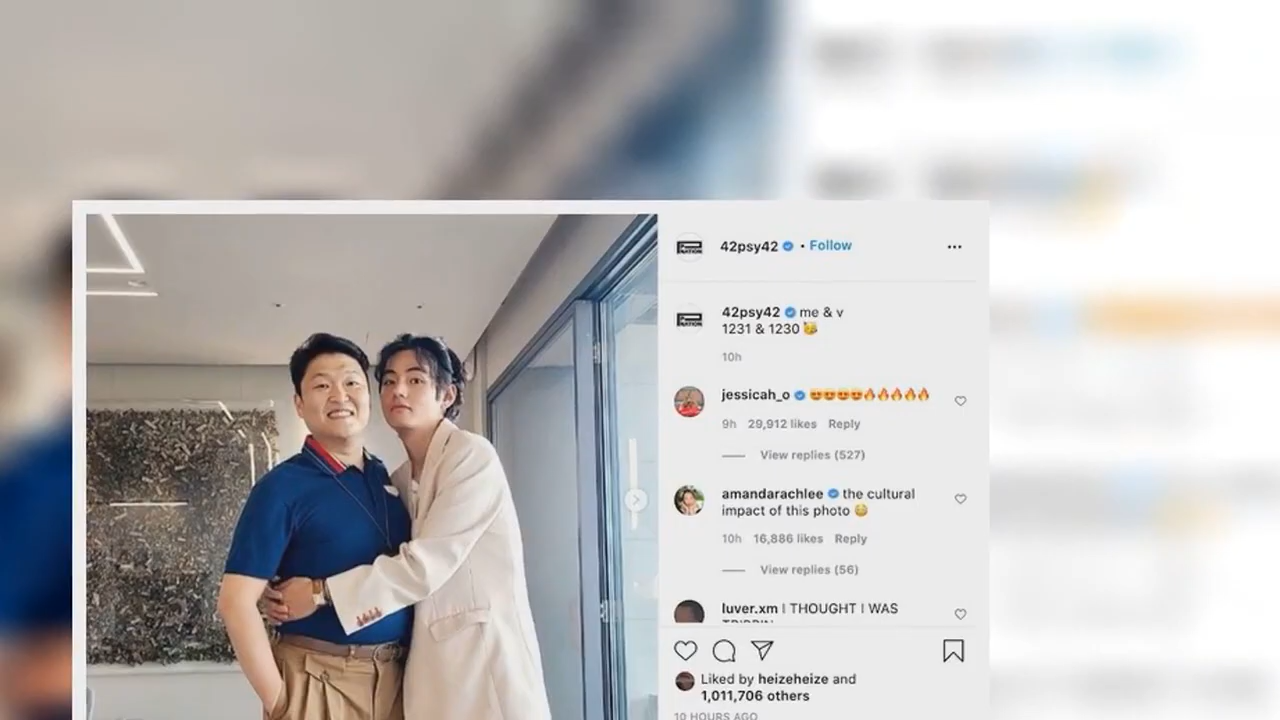 42psy42 • Follow
42psy42 me & v
1231 & 1230 🥳
10h
jessicah_o 😍😍😍😍🔥🔥🔥🔥🔥
9h 29,912 likes Reply
View replies (527)
amandarachlee the cultural
impact of this photo 😳
10h 16,886 likes Reply
View replies (56)
luver.xm I THOUGHT I WAS
Liked by heizeheize and
1,011,706 others
10 HOURS AGO